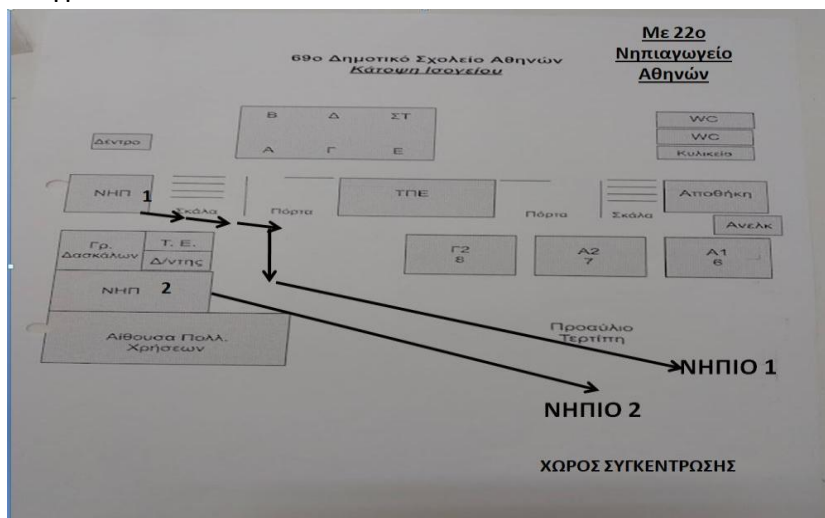 Με 22ο
Νηπιαγωγείο
Αθηνών
69ο Δημοτικό Σχολείο Αθηνών
Κάτοψη Ισογείου
Β Δ ΣΤ
Α Γ Ε
WC
WC
Κυλικείο
Δέντρο
ΝΗΠ 1
Σκάλα
Πόρτα
ΤΠΕ
Πόρτα
Σκάλα
Αποθήκη
Ανελκ
Γρ.
Δασκάλων
Τ. Ε.
Δ/ντης
Γ2
8
Α2
7
Α1
6
ΝΗΠ 2
Αίθουσα Πολλ.
Χρήσεων
Προαύλιο
Τερτίπη
ΝΗΠΙΟ 1
ΝΗΠΙΟ 2
ΧΩΡΟΣ ΣΥΓΚΕΝΤΡΩΣΗΣ